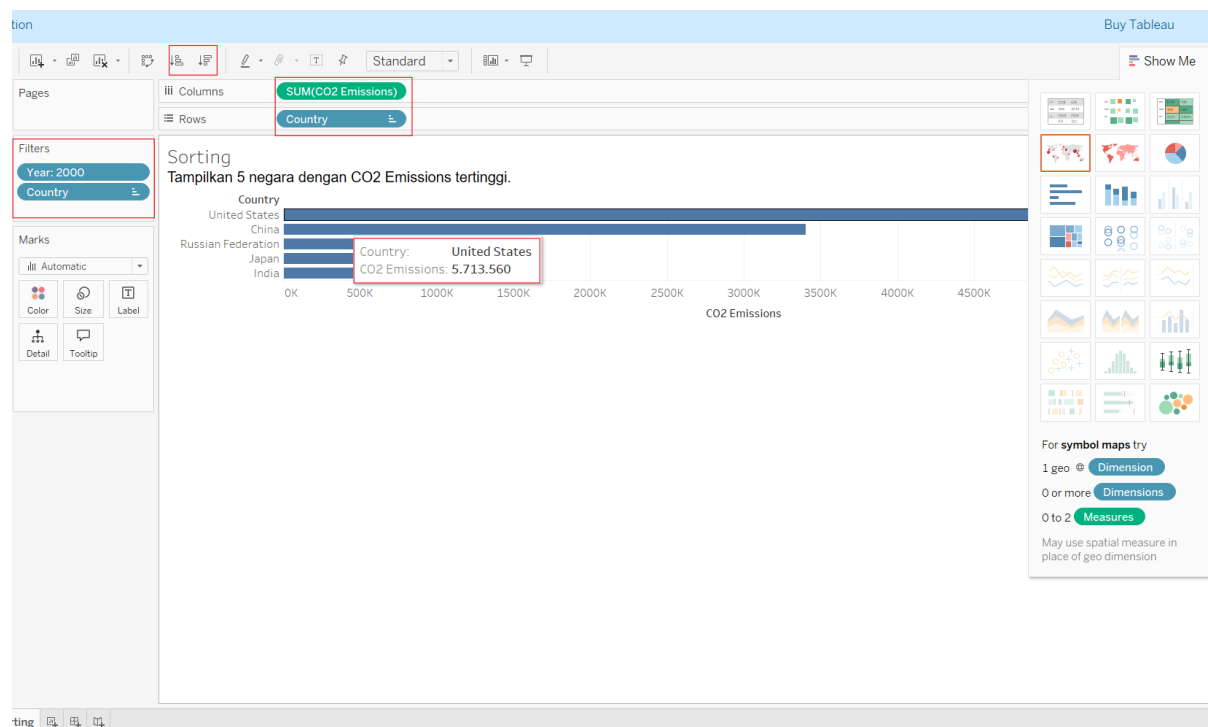 tion
Buy Tableau
Standard
Show Me
Pages
iii Columns
SUM(CO2 Emissions)
Rows
Country
Filters
Year: 2000
Country
Marks
Automatic
Color
Size
Label
Detail
Tooltip
Sorting
Tampilkan 5 negara dengan CO2 Emissions tertinggi.
Country
United States
China
Russian Federation
Japan
India
Country: United States
CO2 Emissions: 5.713.560
0K 500K 1000K 1500K 2000K 2500K 3000K 3500K 4000K 4500K
CO2 Emissions
For symbol maps try
1 geo Dimension
0 or more Dimensions
0 to 2 Measures
May use spatial measure in
place of geo dimension
rting